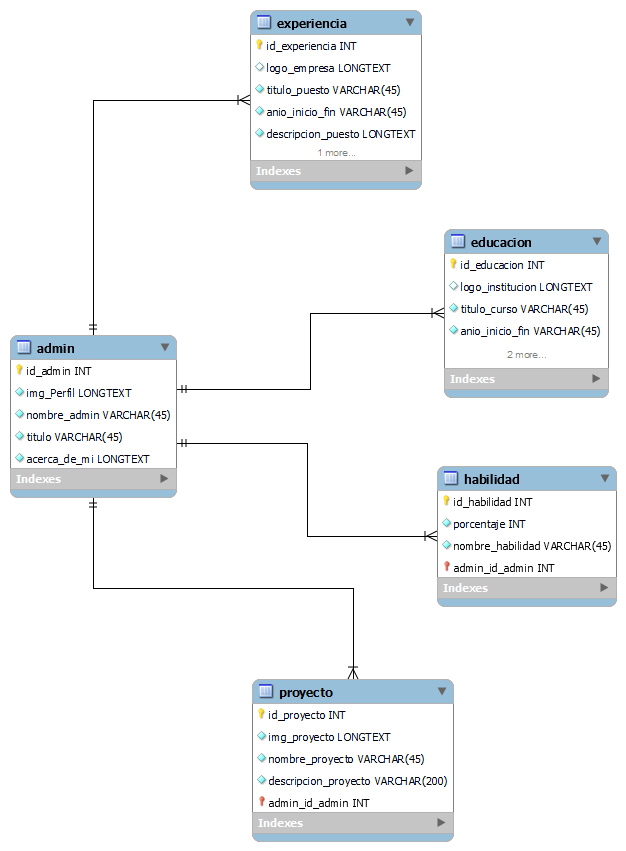 experiencia
id_experiencia INT
logo_empresa LONGTEXT
titulo_puesto VARCHAR(45)
anio_inicio_fin VARCHAR(45)
descripcion_puesto LONGTEXT
1 more...
Indexes
educacion
id_educacion INT
logo_institucion LONGTEXT
titulo_curso VARCHAR(45)
anio_inicio_fin VARCHAR(45)
2 more...
Indexes
admin
id_admin INT
img_Perfil LONGTEXT
nombre_admin VARCHAR(45)
titulo VARCHAR(45)
acerca_de_mi LONGTEXT
Indexes
habilidad
id_habilidad INT
porcentaje INT
nombre_habilidad VARCHAR(45)
admin_id_admin INT
Indexes
proyecto
id_proyecto INT
img_proyecto LONGTEXT
nombre_proyecto VARCHAR(45)
descripcion_proyecto VARCHAR(200)
admin_id_admin INT
Indexes